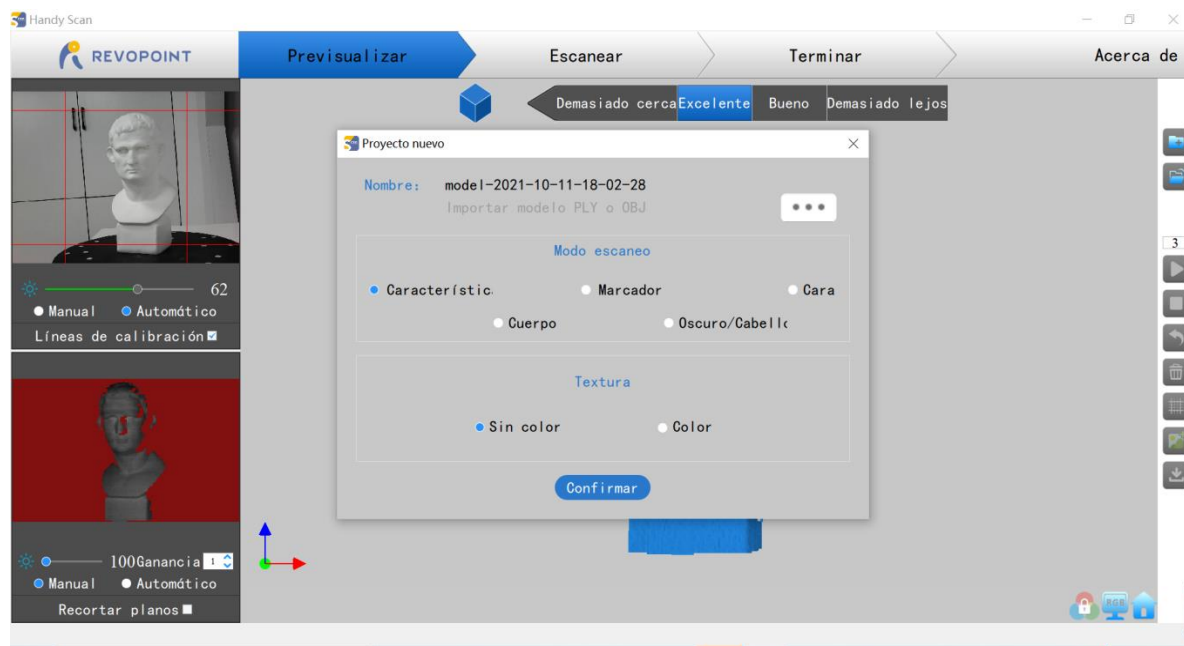 Handy Scan
REVOPOINT
Previsualizar
Escanear
Terminar
Acerca de
Demasiado cerca
Excelente
Bueno
Demasiado lejos
Proyecto nuevo
Nombre: model-2021-10-11-18-02-28
Importar modelo PLY o OBJ
Modo escaneo
Característic
Marcador
Cara
Cuerpo
Oscuro/Cabell
Textura
Sin color
Color
Confirmar
62
Manual
Automático
Líneas de calibración
100
Ganancia 1
Manual
Automático
Recortar planos
3
RGB